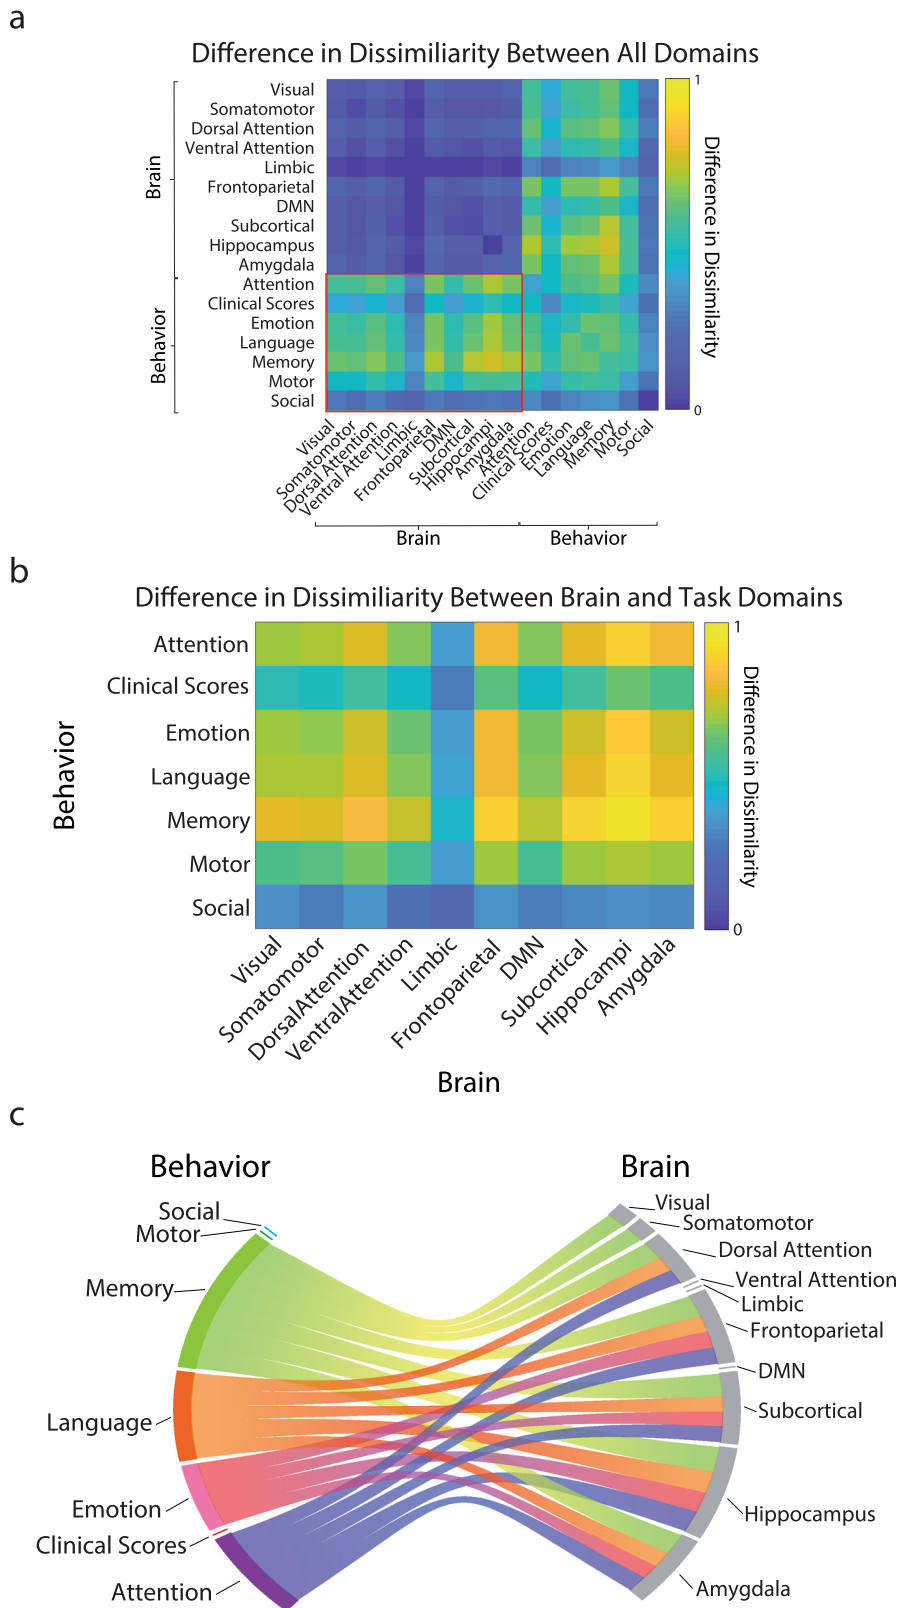 a
Difference in Dissimiliarity Between All Domains
Brain
Visual
Somatomotor
Dorsal Attention
Ventral Attention
Limbic
Frontoparietal
DMN
Subcortical
Hippocampus
Amygdala
Behavior
Attention
Clinical Scores
Emotion
Language
Memory
Motor
Social
1
Difference in Dissimilarity
0
Visual
Somatomotor
Dorsal Attention
Ventral Attention
Limbic
Frontoparietal
DMN
Subcortical
Hippocampi
Amygdala
Attention
Clinical Scores
Emotion
Language
Memory
Motor
Social
Brain
Behavior
b
Difference in Dissimiliarity Between Brain and Task Domains
Behavior
Attention
Clinical Scores
Emotion
Language
Memory
Motor
Social
1
Difference in Dissimilarity
0
Visual
Somatomotor
DorsalAttention
VentralAttention
Limbic
Frontoparietal
DMN
Subcortical
Hippocampi
Amygdala
Brain
c
Behavior
Brain
Social
Motor
Memory
Language
Emotion
Clinical Scores
Attention
Visual
Somatomotor
Dorsal Attention
Ventral Attention
Limbic
Frontoparietal
DMN
Subcortical
Hippocampus
Amygdala